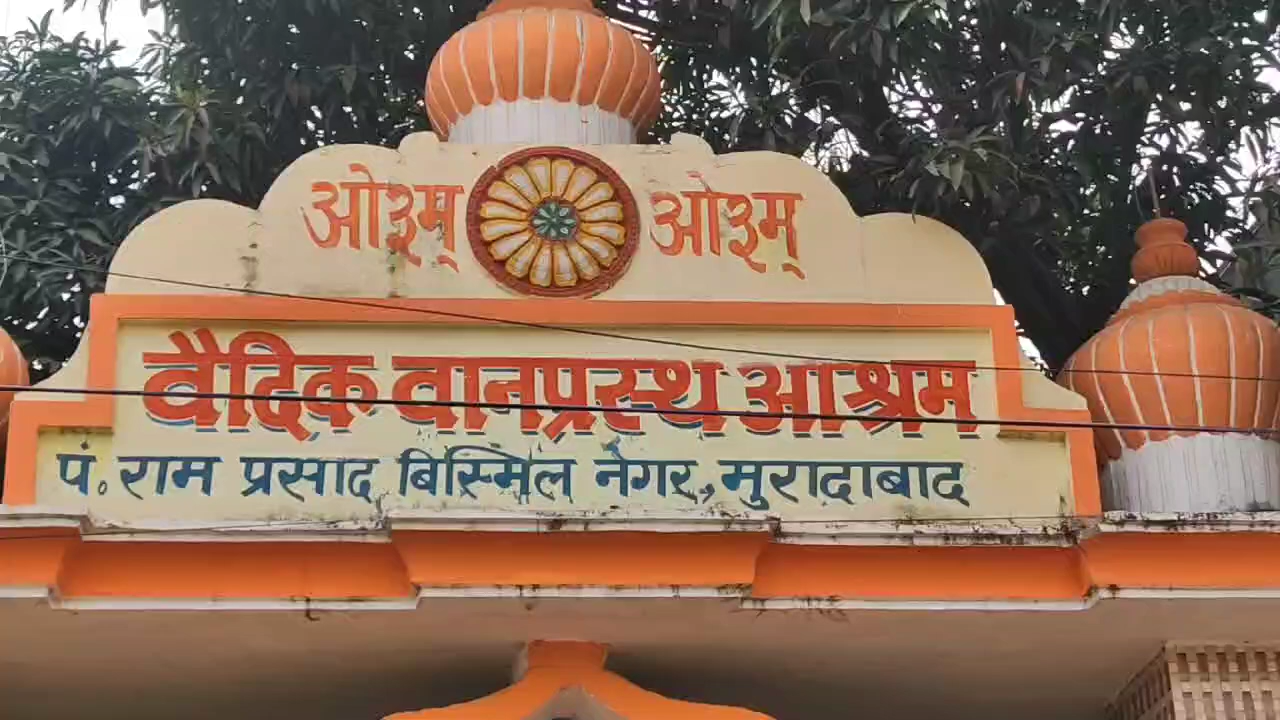 ओ३म् ओ३म्
वैदिक वानप्रस्थ आश्रम
पं. राम प्रसाद बिस्मिल नगर, मुरादाबाद